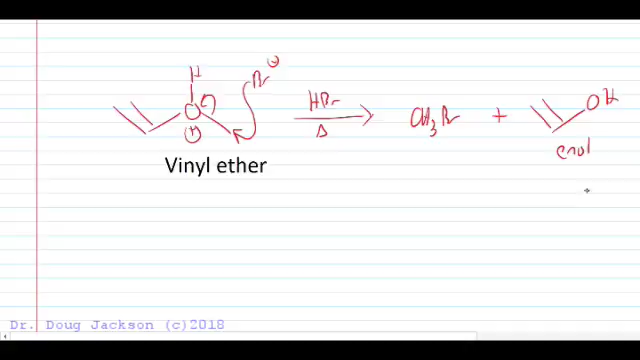 H
Br ⊖
O
⊕
HBr
Δ
CH₃Br + OH
enol
Vinyl ether
Dr. Doug Jackson (c)2018